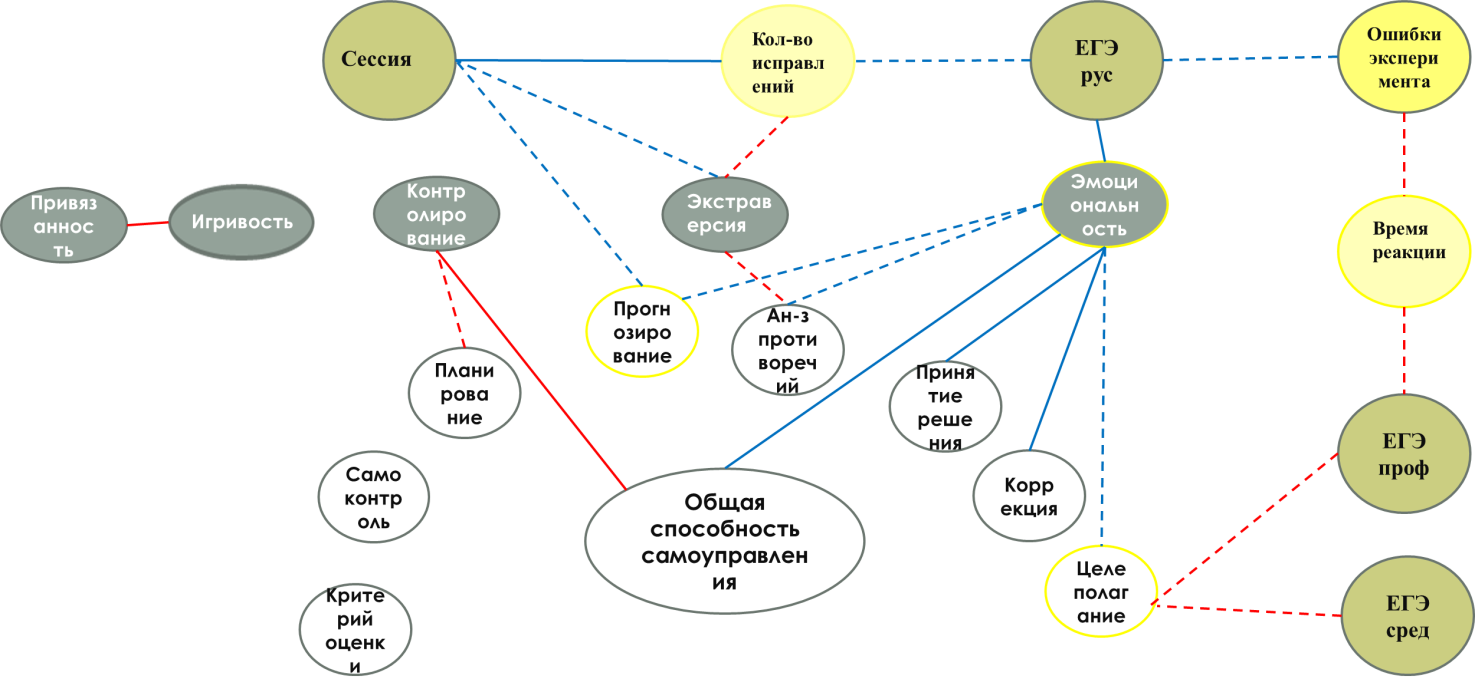 Сессия
Кол-во
исправл
ений
ЕГЭ
рус
Ошибки
экспери
мента
Привяз
аннос
ть
Игривость
Контр
олиро
вание
Экстрав
ерсия
Эмоци
ональн
ость
Время
реакции
Прогн
озиро
вание
Ан-з
проти
вореч
ий
Плани
рова
ние
Приня
тие
реше
ния
ЕГЭ
проф
Само
контр
оль
Общая
способность
самоуправлен
ия
Корр
екция
Целе
полаг
ание
Крите
рий
оценк
и
ЕГЭ
сред